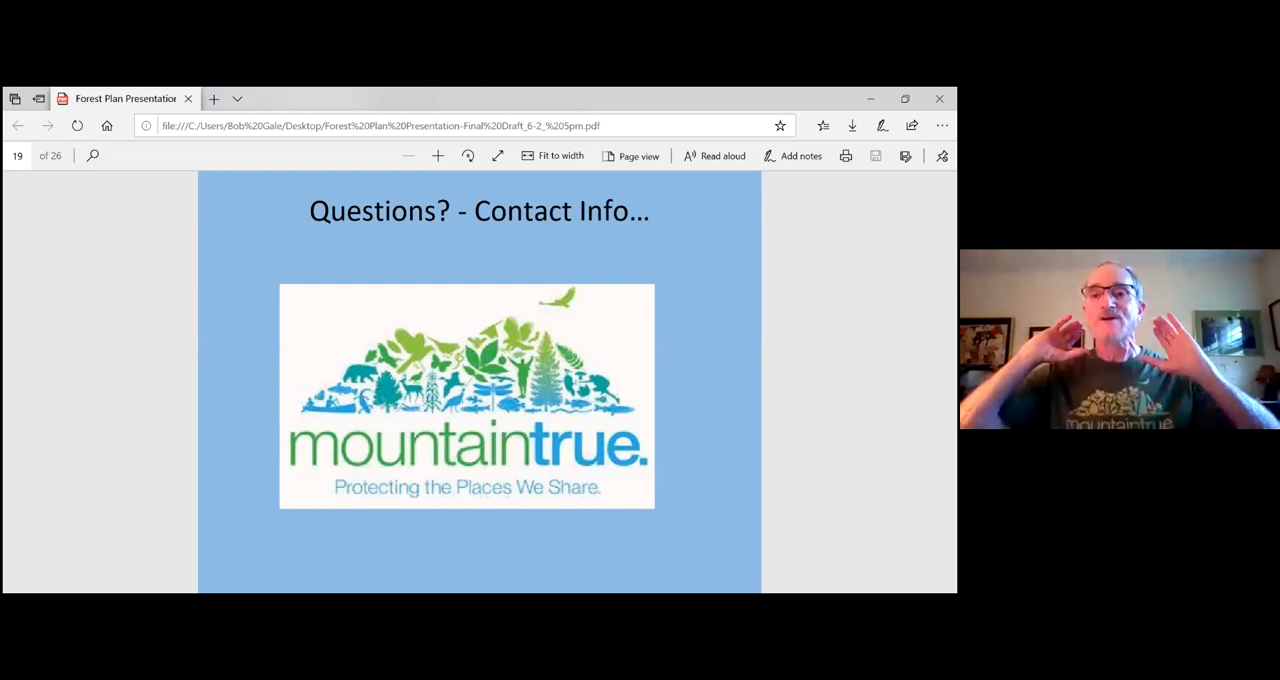 Forest Plan Presentation
file:///C:/Users/Bob%20Gale/Desktop/Forest%20Plan%20Presentation-Final%20Draft_6-2_%205pm.pdf
19 of 26 Fit to width Page view Read aloud Add notes
Questions? - Contact Info...
mountaintrue.
Protecting the Places We Share.
mountaintrue